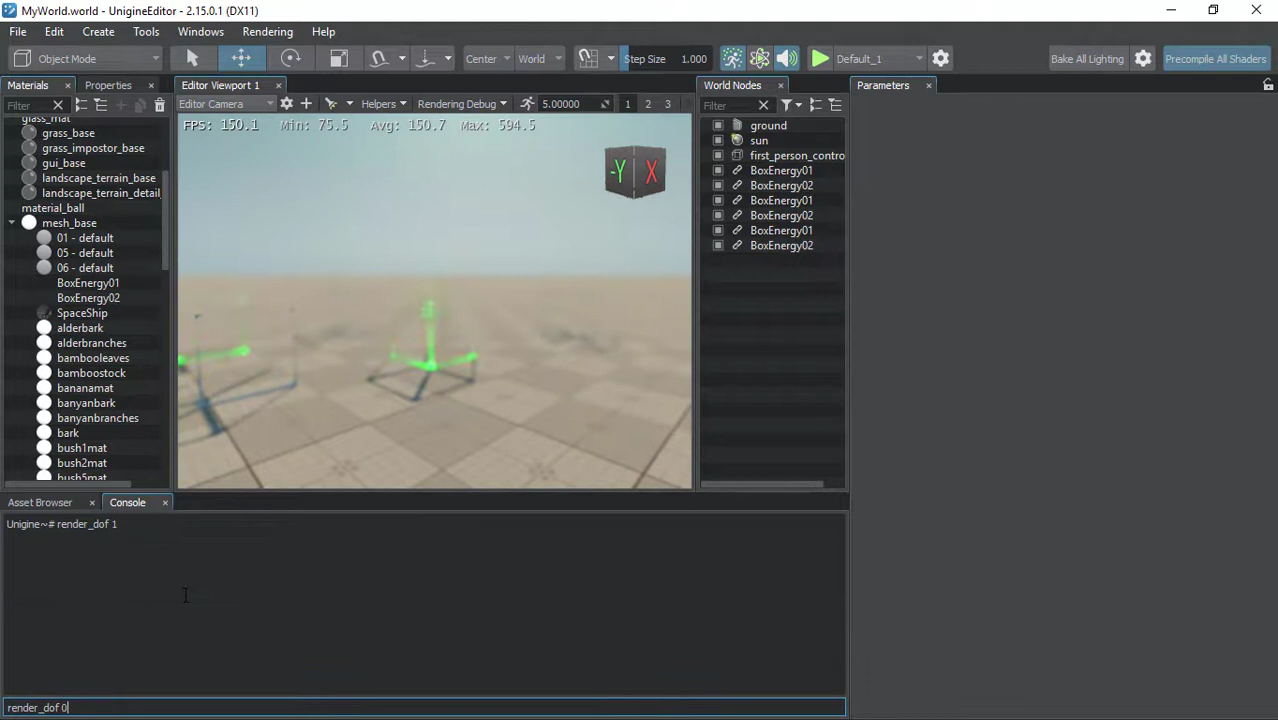 MyWorld.world - UnigineEditor - 2.15.0.1 (DX11)
File Edit Create Tools Windows Rendering Help
Object Mode Center World Step Size 1.000 Default_1 Bake All Lighting Precompile All Shaders
Materials Properties Editor Viewport 1 World Nodes Parameters
Filter Editor Camera Helpers Rendering Debug 5.00000 1 2 3 Filter
glass_mat
grass_base
grass_impostor_base
gui_base
landscape_terrain_base
landscape_terrain_detail_
material_ball
mesh_base
01 - default
05 - default
06 - default
BoxEnergy01
BoxEnergy02
SpaceShip
alderbark
alderbranches
bambooleaves
bamboostock
bananamat
banyanbark
banyanbranches
bark
bush1mat
bush2mat
bush5mat
FPS: 150.1 Min: 75.5 Avg: 150.7 Max: 594.5
-Y X
ground
sun
first_person_contro
BoxEnergy01
BoxEnergy02
BoxEnergy01
BoxEnergy02
BoxEnergy01
BoxEnergy02
Asset Browser Console
Unigine~# render_dof 1
render_dof 0